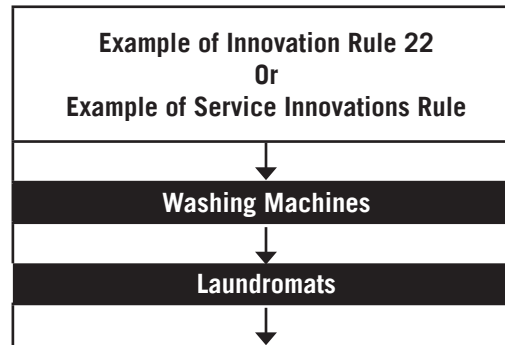 Example of Innovation Rule 22
Or
Example of Service Innovations Rule
Washing Machines
Laundromats